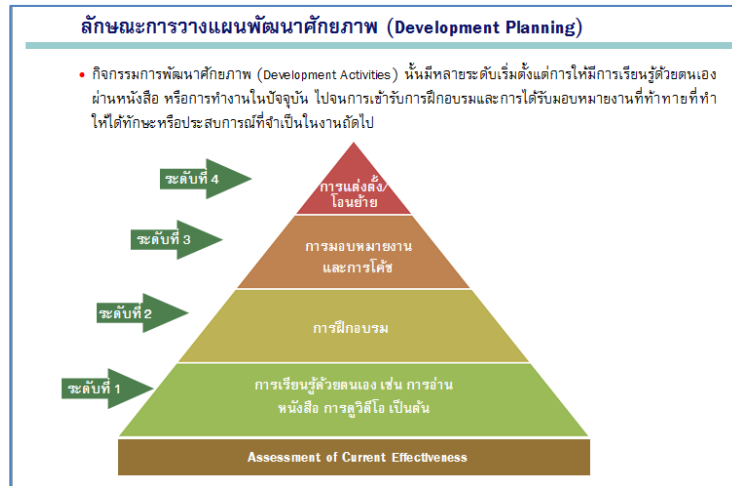 ลักษณะการวางแผนพัฒนาศักยภาพ (Development Planning)
• กิจกรรมการพัฒนาศักยภาพ (Development Activities) นั้นมีหลายระดับเริ่มตั้งแต่การให้มีการเรียนรู้ด้วยตนเอง
ผ่านหนังสือ หรือการทำงานในปัจจุบัน ไปจนการเข้ารับการฝึกอบรมและการได้รับมอบหมายงานที่ท้าทายที่ทำ
ให้ได้ทักษะหรือประสบการณ์ที่จำเป็นในงานถัดไป
ระดับที่ 4
การแต่งตั้ง/
โอนย้าย
ระดับที่ 3
การมอบหมายงาน
และการโค้ช
ระดับที่ 2
การฝึกอบรม
ระดับที่ 1
การเรียนรู้ด้วยตนเอง เช่น การอ่าน
หนังสือ การดูวิดีโอ เป็นต้น
Assessment of Current Effectiveness